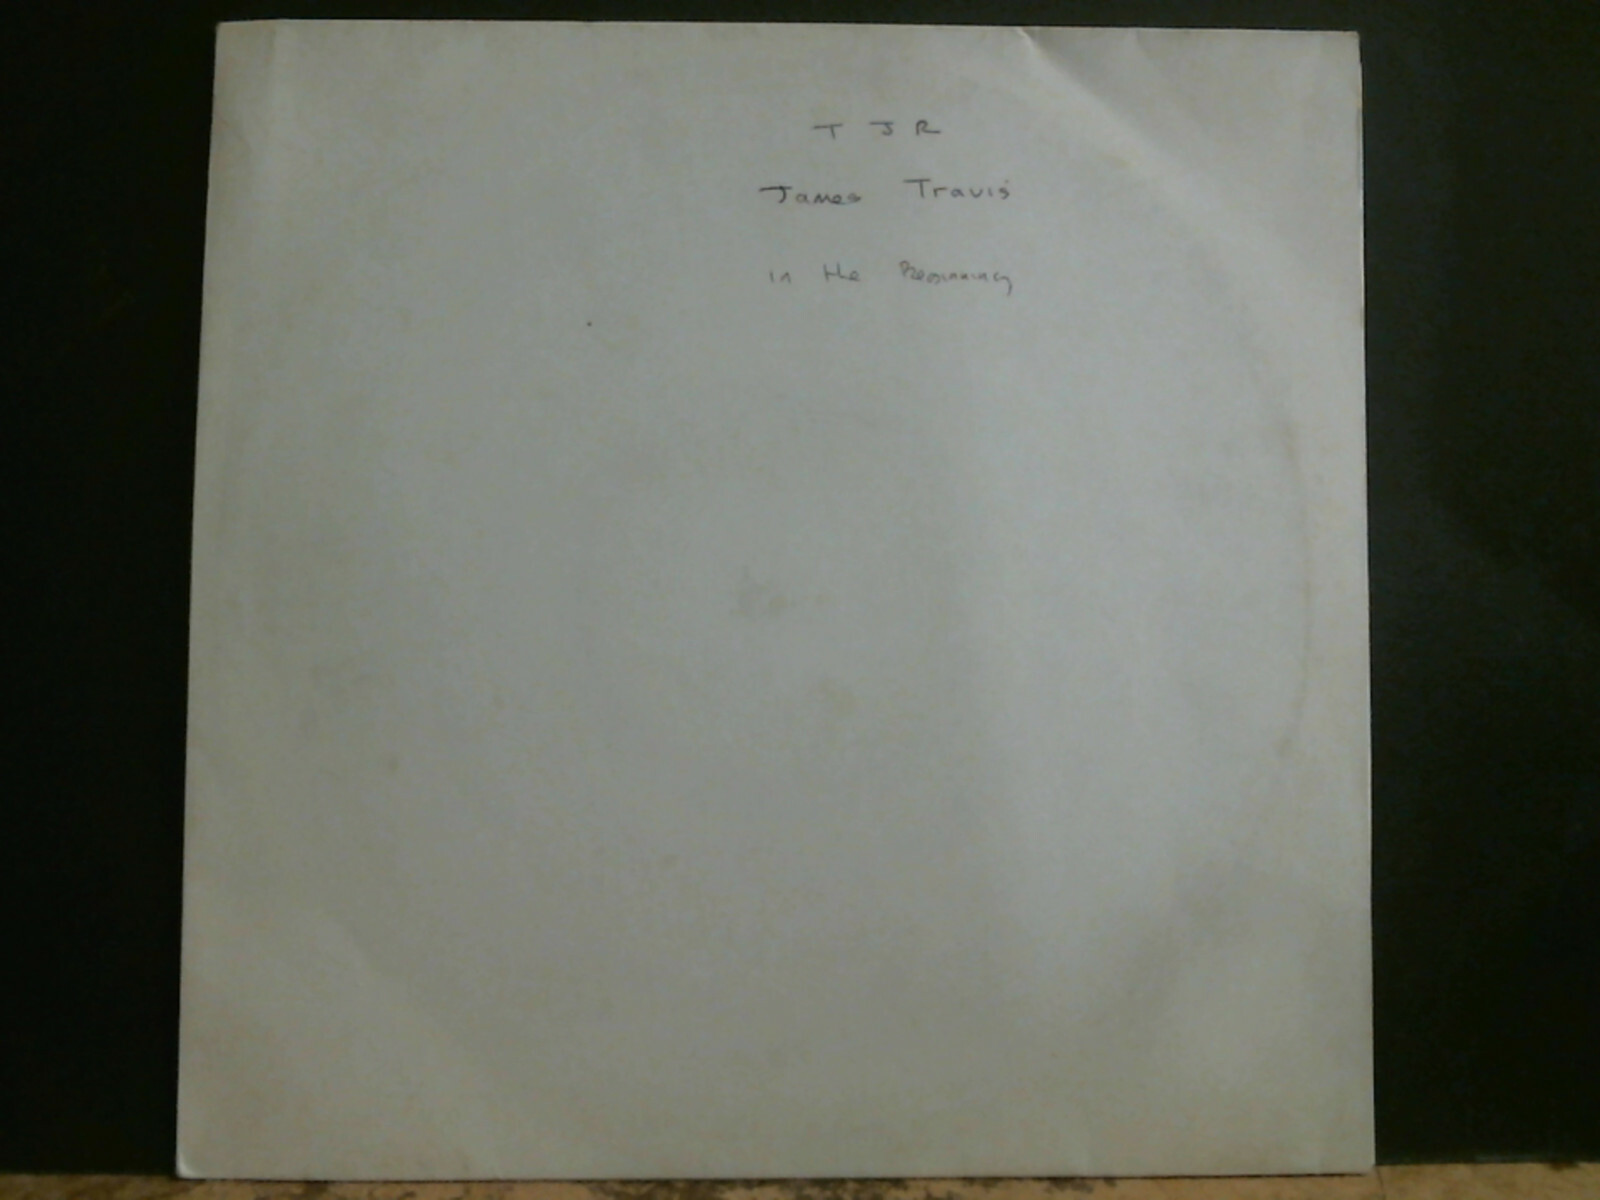 T J R
James Travis
in the Beginning